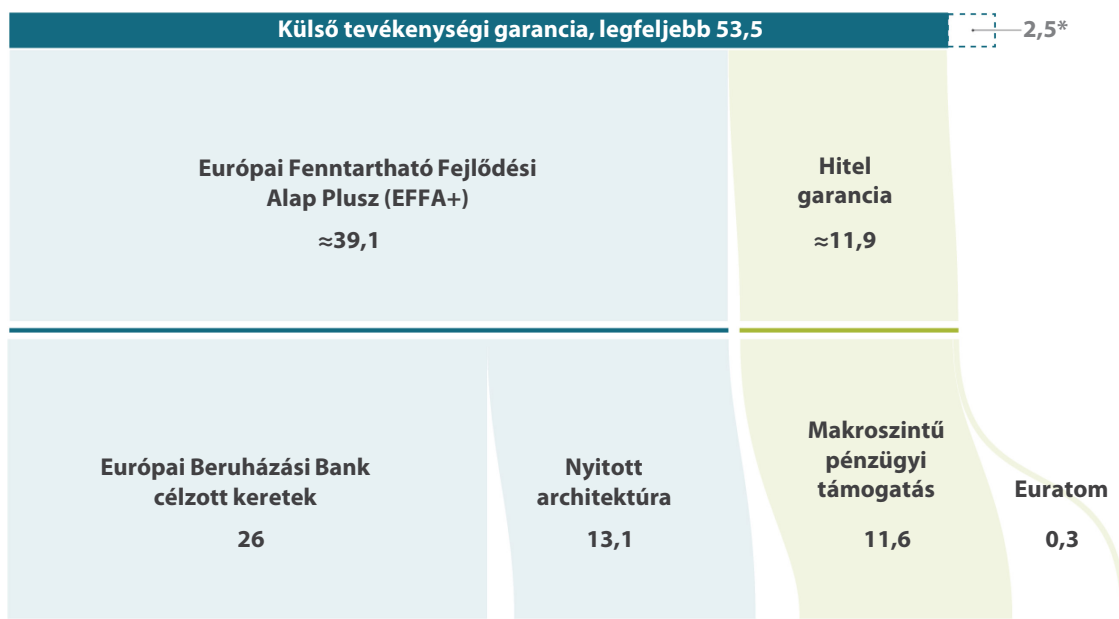 Külső tevékenységi garancia, legfeljebb 53,5
2,5*
Európai Fenntartható Fejlődési
Alap Plusz (EFFA+)
≈39,1
Hitel
garancia
≈11,9
Európai Beruházási Bank
célzott keretek
26
Nyitott
architektúra
13,1
Makroszintű
pénzügyi
támogatás
11,6
Euratom
0,3